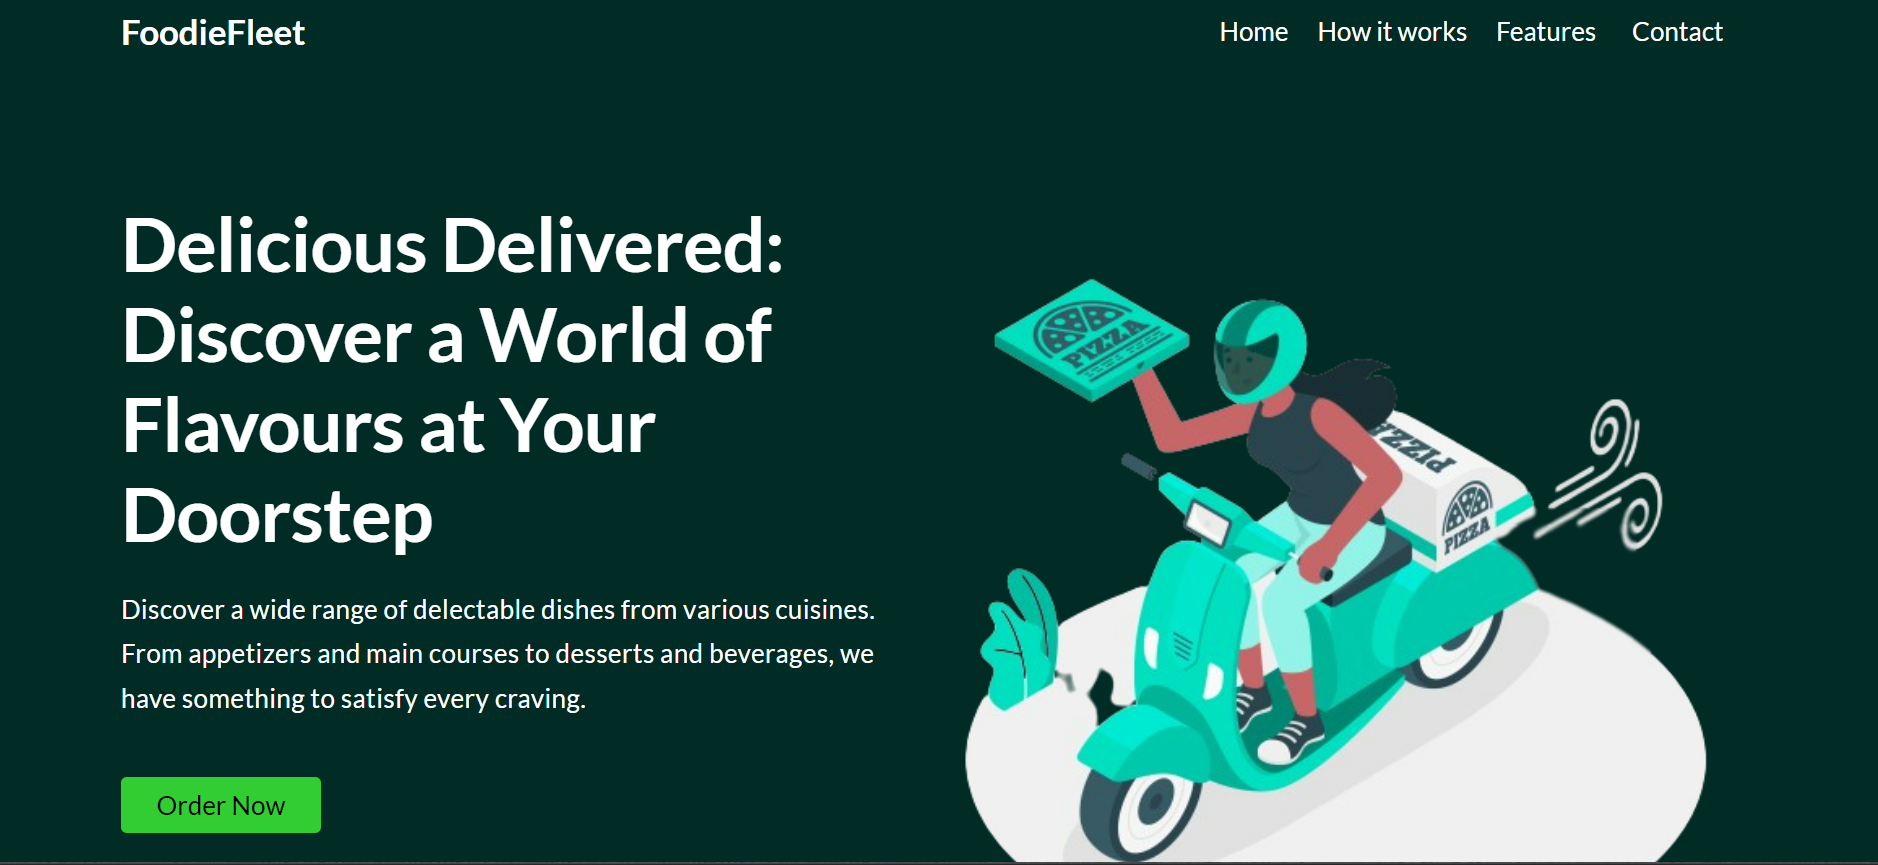 FoodieFleet
Home How it works Features Contact
Delicious Delivered:
Discover a World of
Flavours at Your
Doorstep
Discover a wide range of delectable dishes from various cuisines.
From appetizers and main courses to desserts and beverages, we
have something to satisfy every craving.
Order Now
PIZZA
PIZZA
PIZZA